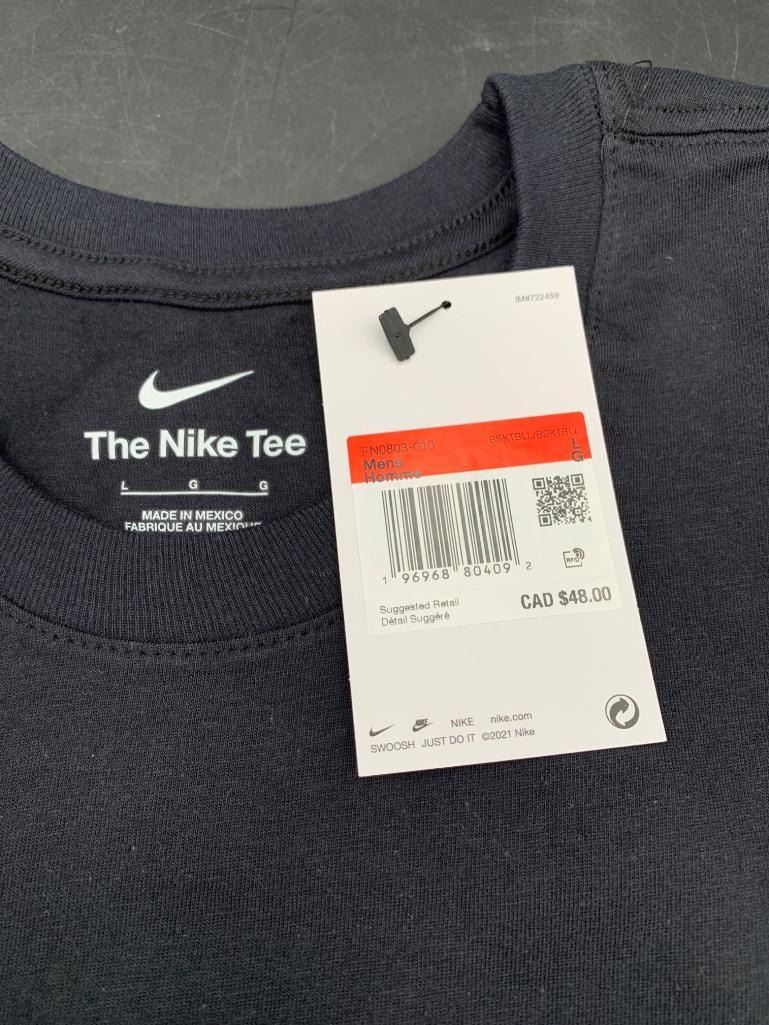 The Nike Tee
L G G
MADE IN MEXICO
FABRIQUE AU MEXIQUE
IM#722459
FN0803-010 BSKTBLL/BSKTBLL
Mens L
Homme G
1 96968 80409 2
RFID
Suggested Retail CAD $48.00
Détail Suggéré
NIKE nike.com
SWOOSH JUST DO IT ©2021 Nike